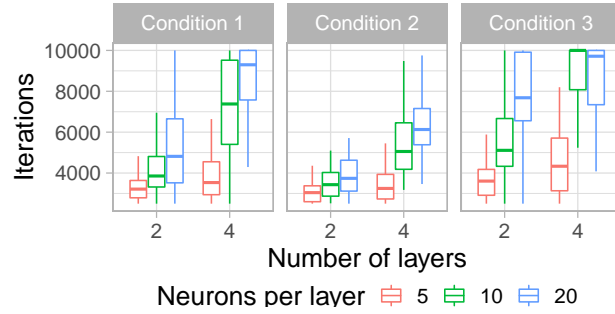 Condition 1 Condition 2 Condition 3
10000
8000
6000
4000
Iterations
2 4 2 4 2 4
Number of layers
Neurons per layer 5 10 20